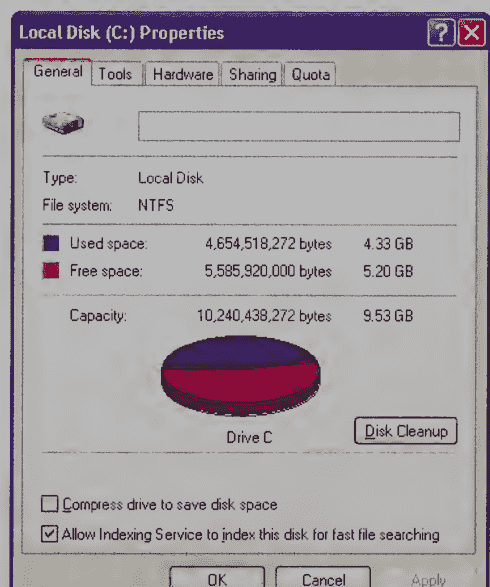 Local Disk (C:) Properties
General Tools Hardware Sharing Quota
Type: Local Disk
File system: NTFS
Used space: 4,654,518,272 bytes 4.33 GB
Free space: 5,585,920,000 bytes 5.20 GB
Capacity: 10,240,438,272 bytes 9.53 GB
Drive C
Disk Cleanup
Compress drive to save disk space
Allow Indexing Service to index this disk for fast file searching
OK Cancel Apply